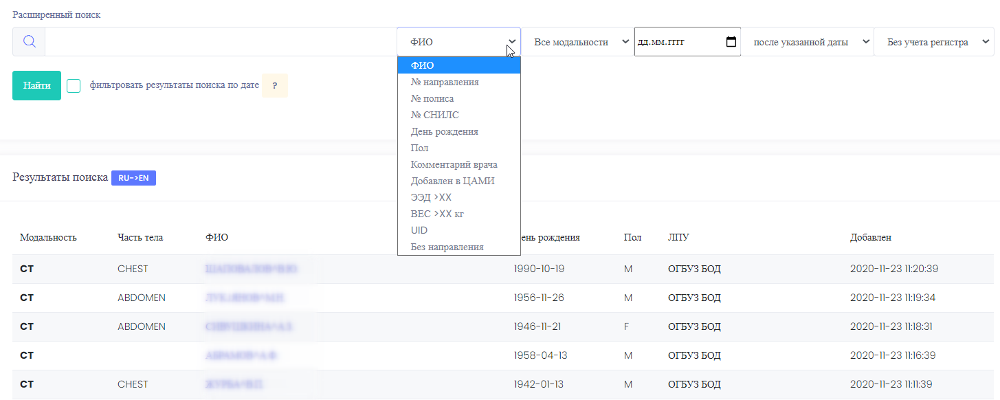 Расширенный поиск
ФИО Все модальности дд.мм.гггг после указанной даты Без учета регистра
Найти фильтровать результаты поиска по дате ?
ФИО
№ направления
№ полиса
№ СНИЛС
День рождения
Пол
Комментарий врача
Добавлен в ЦАМИ
ЭЭД >XX
ВЕС >XX кг
UID
Без направления
Результаты поиска RU->EN
Модальность Часть тела ФИО рождения Пол ЛПУ Добавлен
CT CHEST 1990-10-19 M ОГБУЗ БОД 2020-11-23 11:20:39
CT ABDOMEN 1956-11-26 M ОГБУЗ БОД 2020-11-23 11:19:34
CT ABDOMEN 1946-11-21 F ОГБУЗ БОД 2020-11-23 11:18:31
CT 1958-04-13 M ОГБУЗ БОД 2020-11-23 11:16:39
CT CHEST 1942-01-13 M ОГБУЗ БОД 2020-11-23 11:11:39